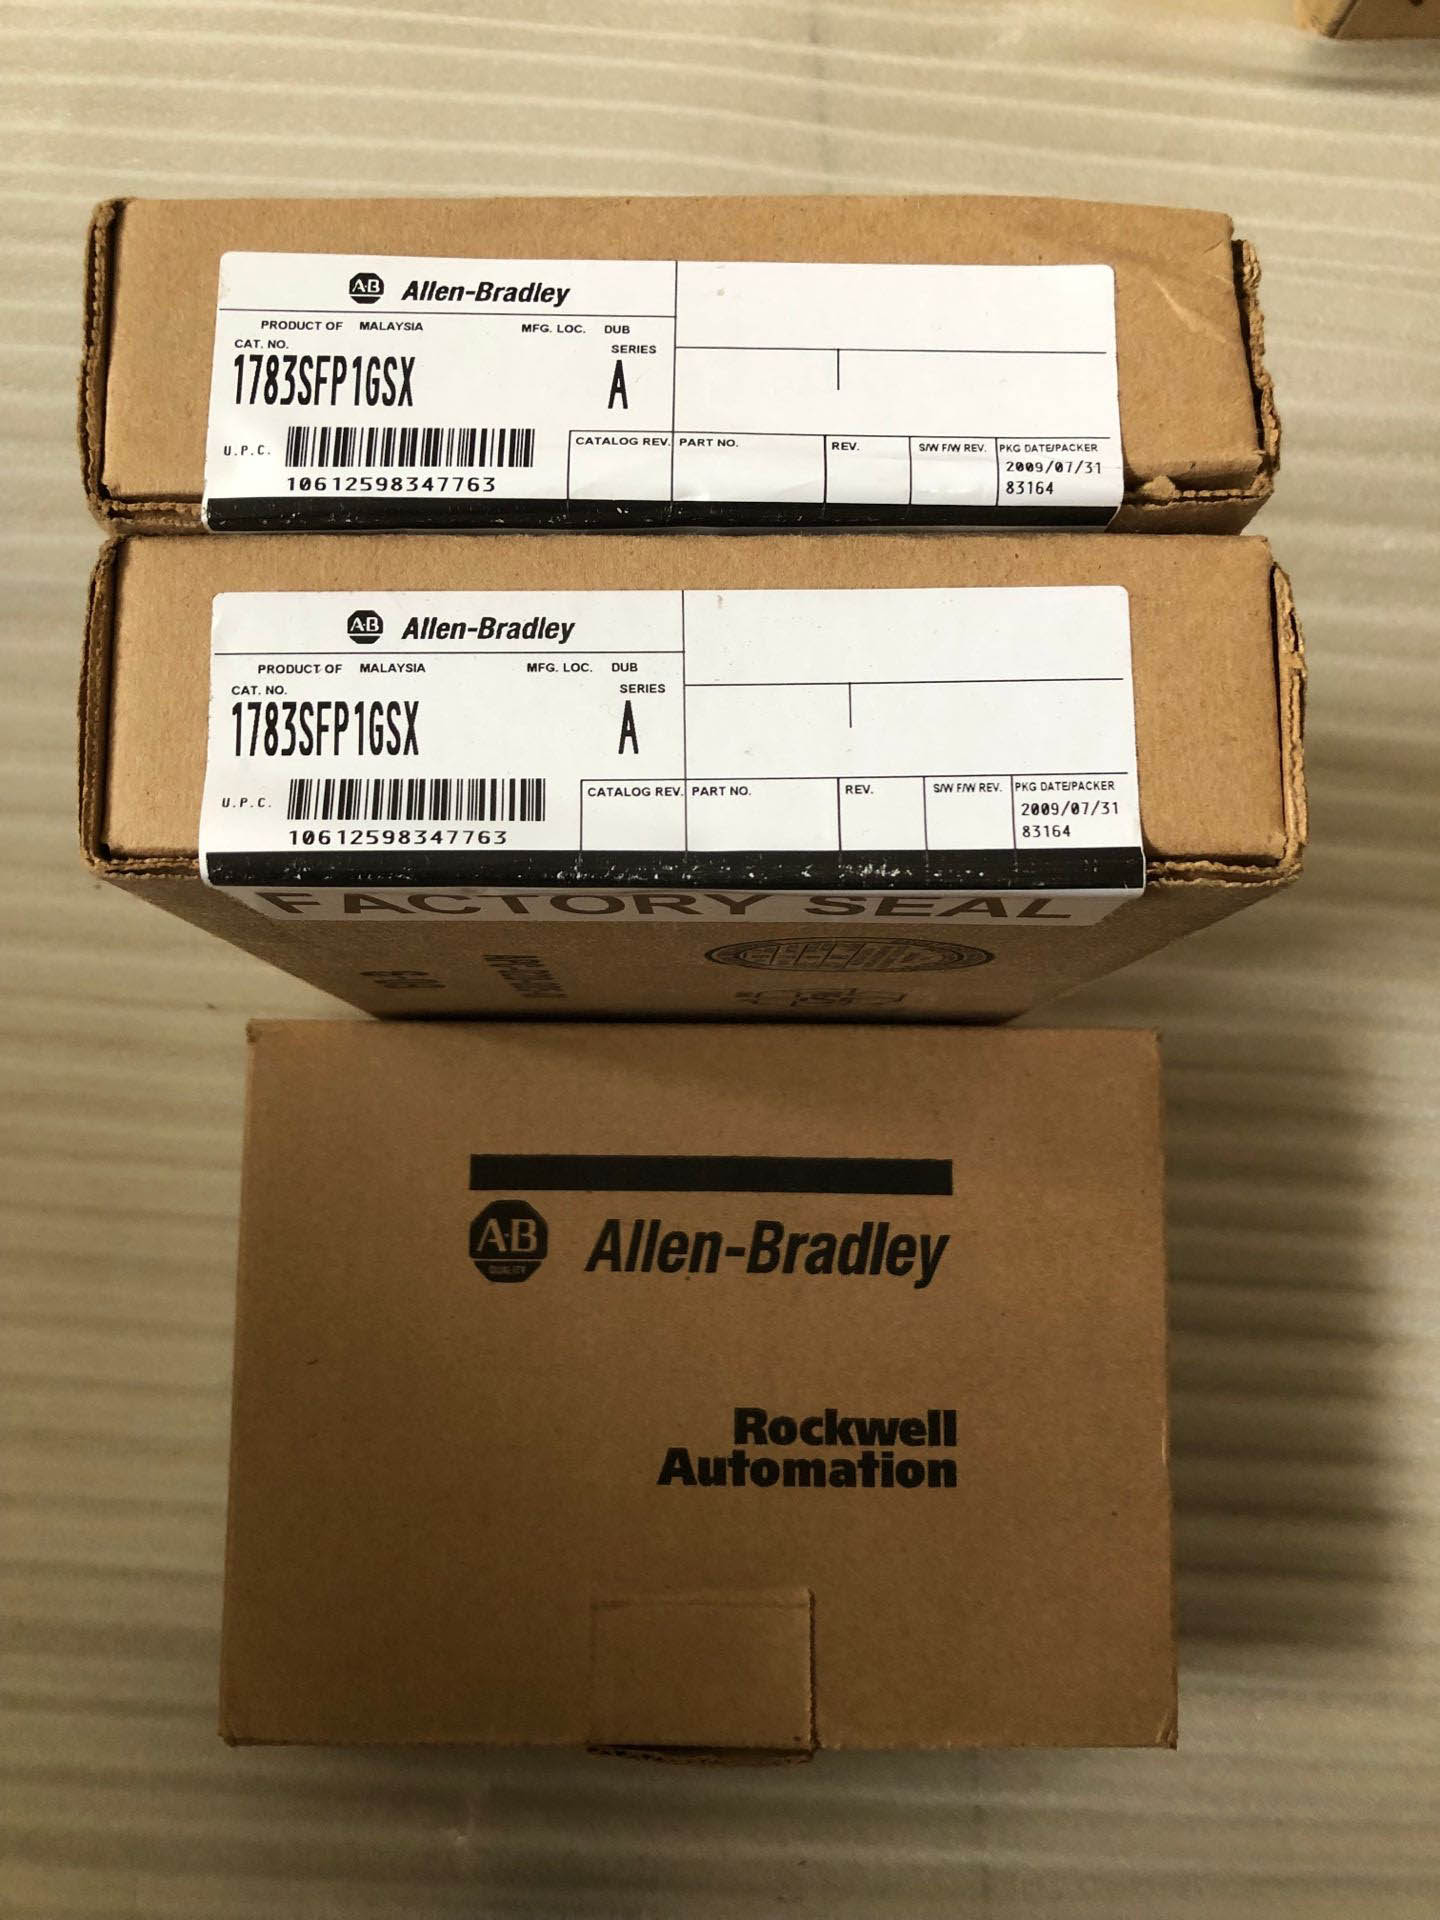 A·B Allen-Bradley
PRODUCT OF MALAYSIA MFG. LOC. DUB
CAT. NO. SERIES
1783SFP1GSX A
U.P.C.
10612598347763
CATALOG REV. PART NO. REV. S/W F/W REV. PKG DATE/PACKER
2009/07/31
83164
A·B Allen-Bradley
PRODUCT OF MALAYSIA MFG. LOC. DUB
CAT. NO. SERIES
1783SFP1GSX A
U.P.C.
10612598347763
CATALOG REV. PART NO. REV. S/W F/W REV. PKG DATE/PACKER
2009/07/31
83164
FACTORY SEAL
A·B Allen-Bradley
QUALITY
Rockwell
Automation